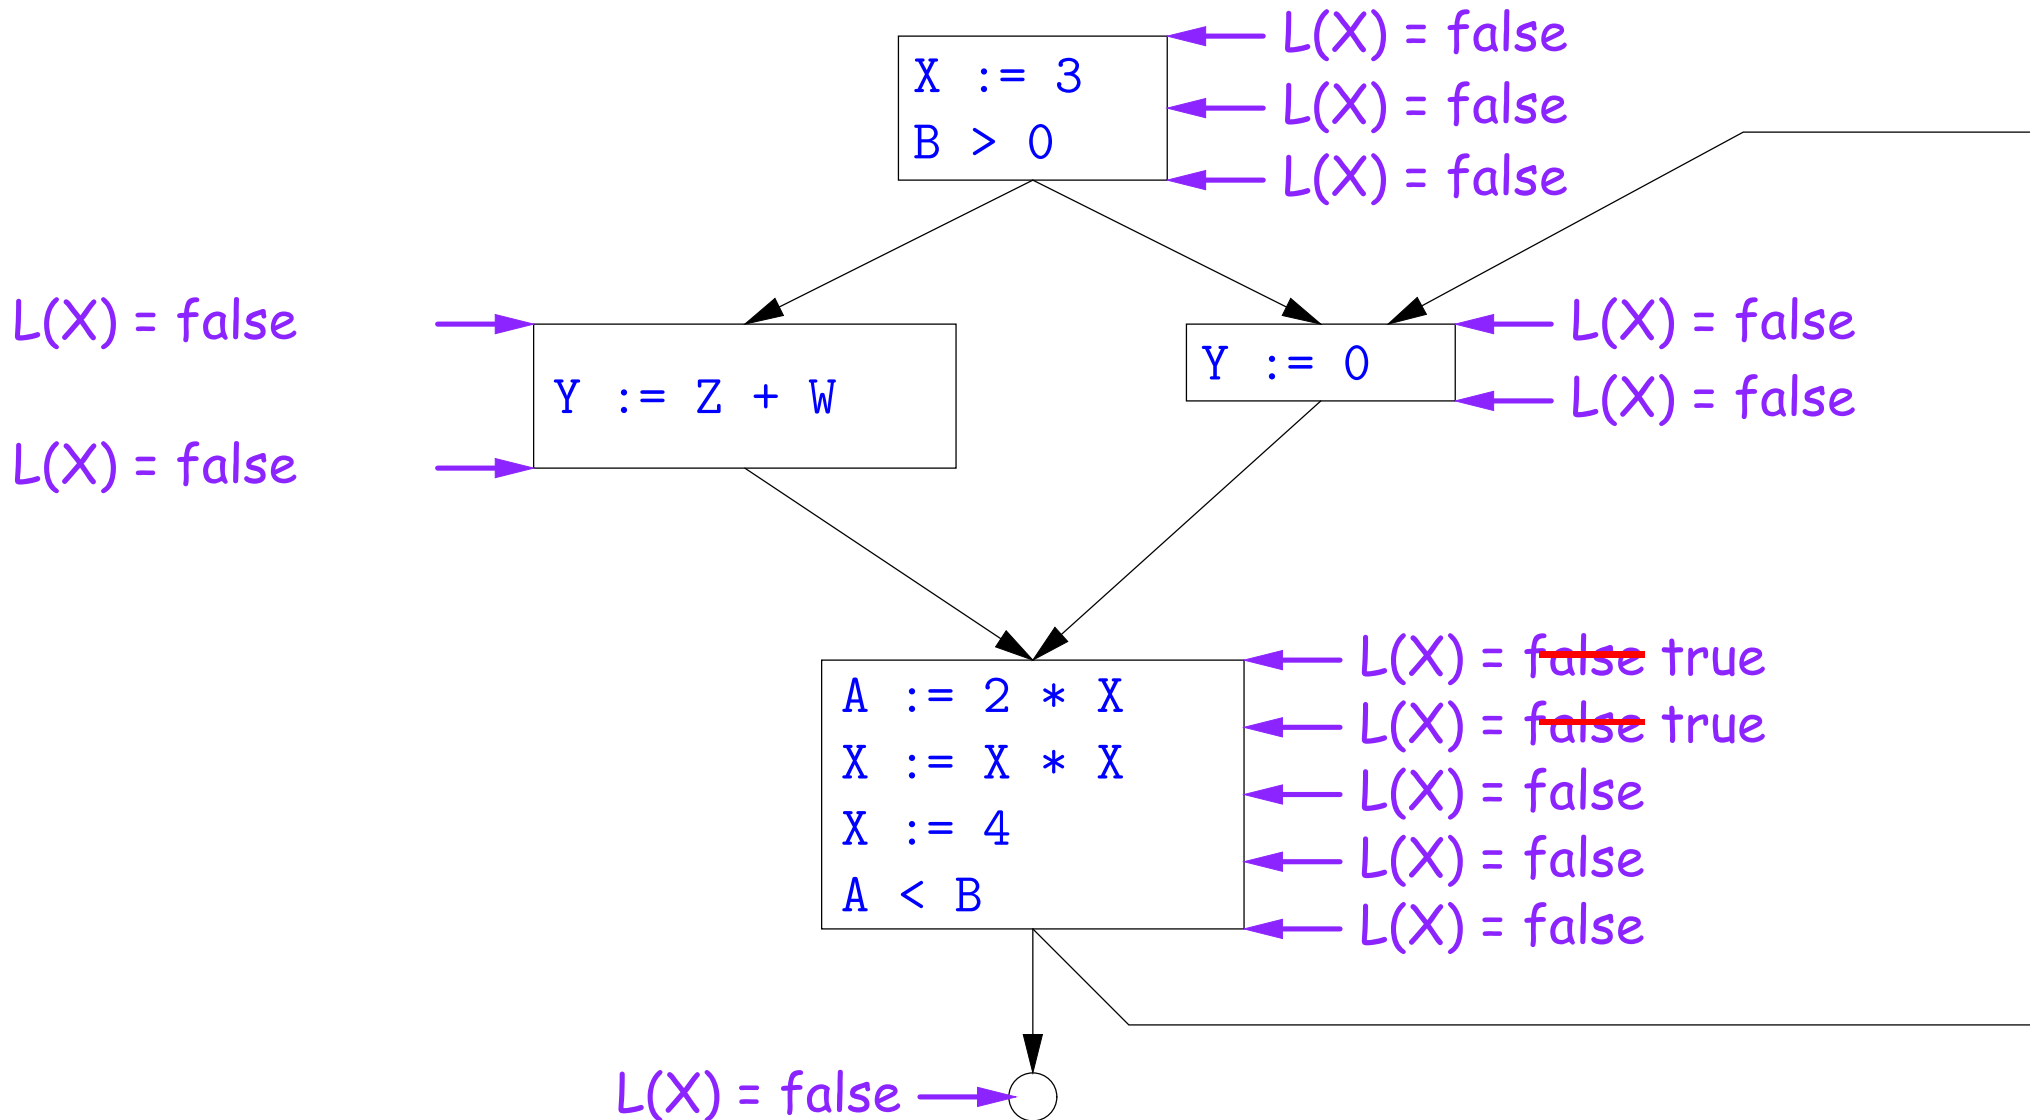 L(X) = false
X := 3
L(X) = false
B > 0
L(X) = false
L(X) = false
Y := Z + W
L(X) = false
L(X) = false
Y := 0
L(X) = false
L(X) = false true
A := 2 * X
L(X) = false true
X := X * X
L(X) = false
X := 4
L(X) = false
A < B
L(X) = false
L(X) = false